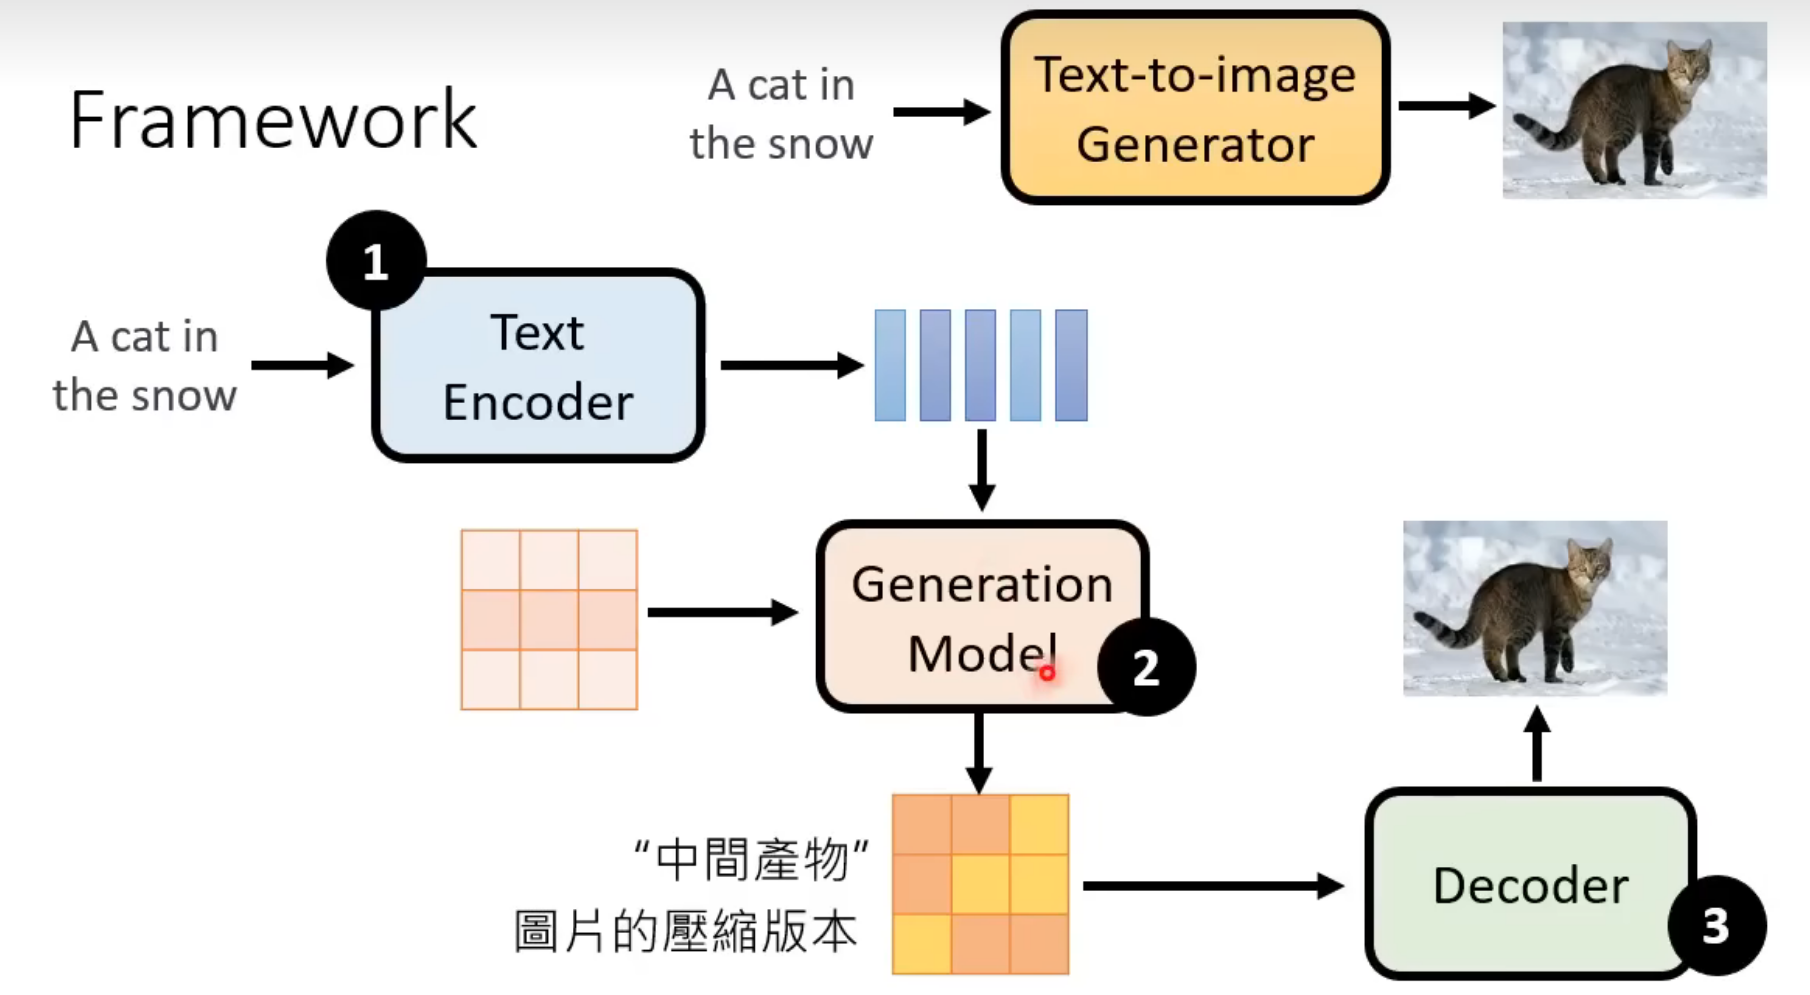 Framework
A cat in
the snow
Text-to-image
Generator
1
A cat in
the snow
Text
Encoder
Generation
Model
2
“中間產物”
圖片的壓縮版本
Decoder
3